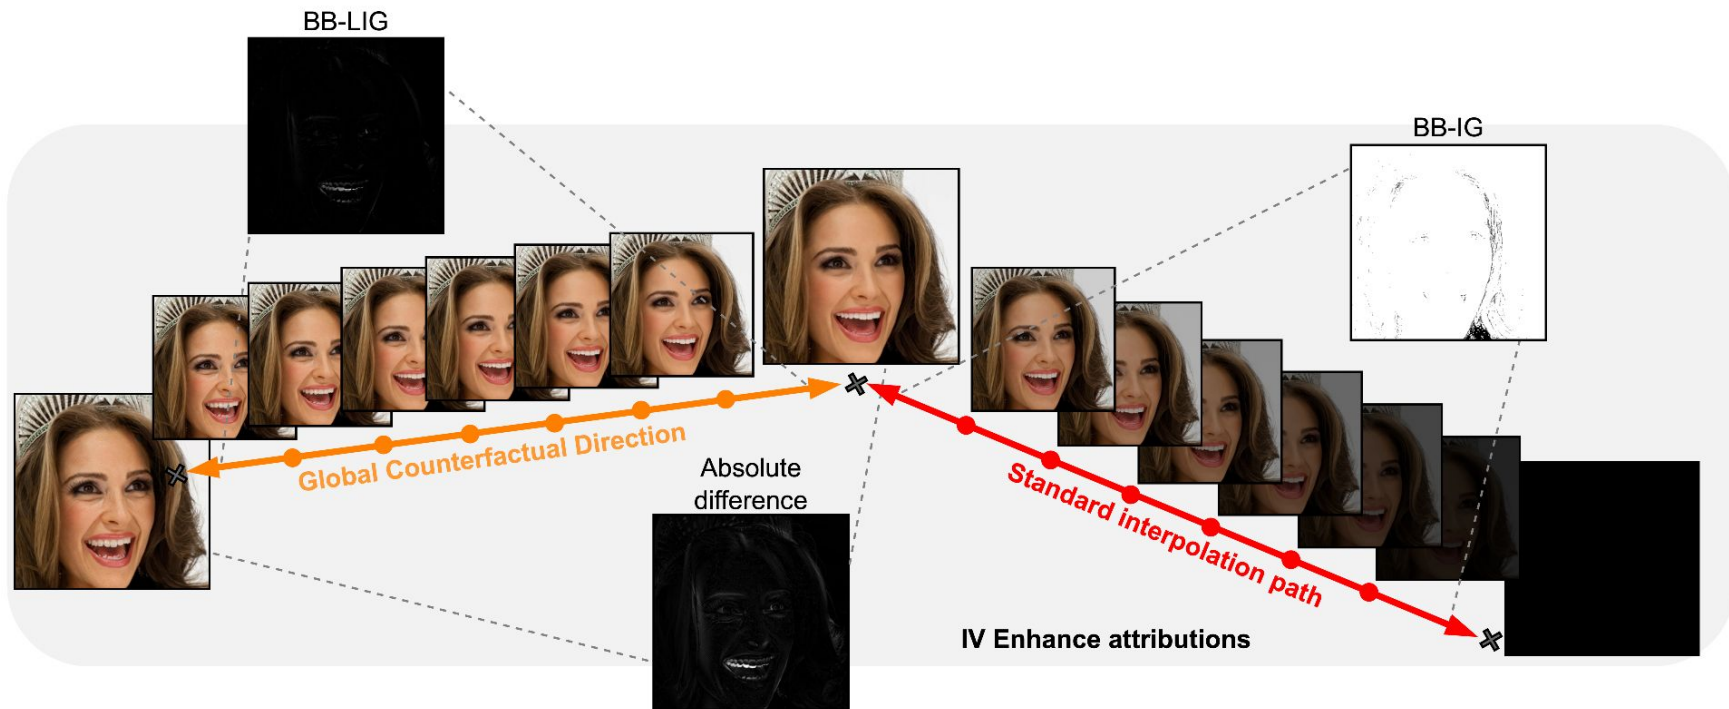 BB-LIG
BB-IG
Global Counterfactual Direction
Absolute
difference
Standard interpolation path
IV Enhance attributions